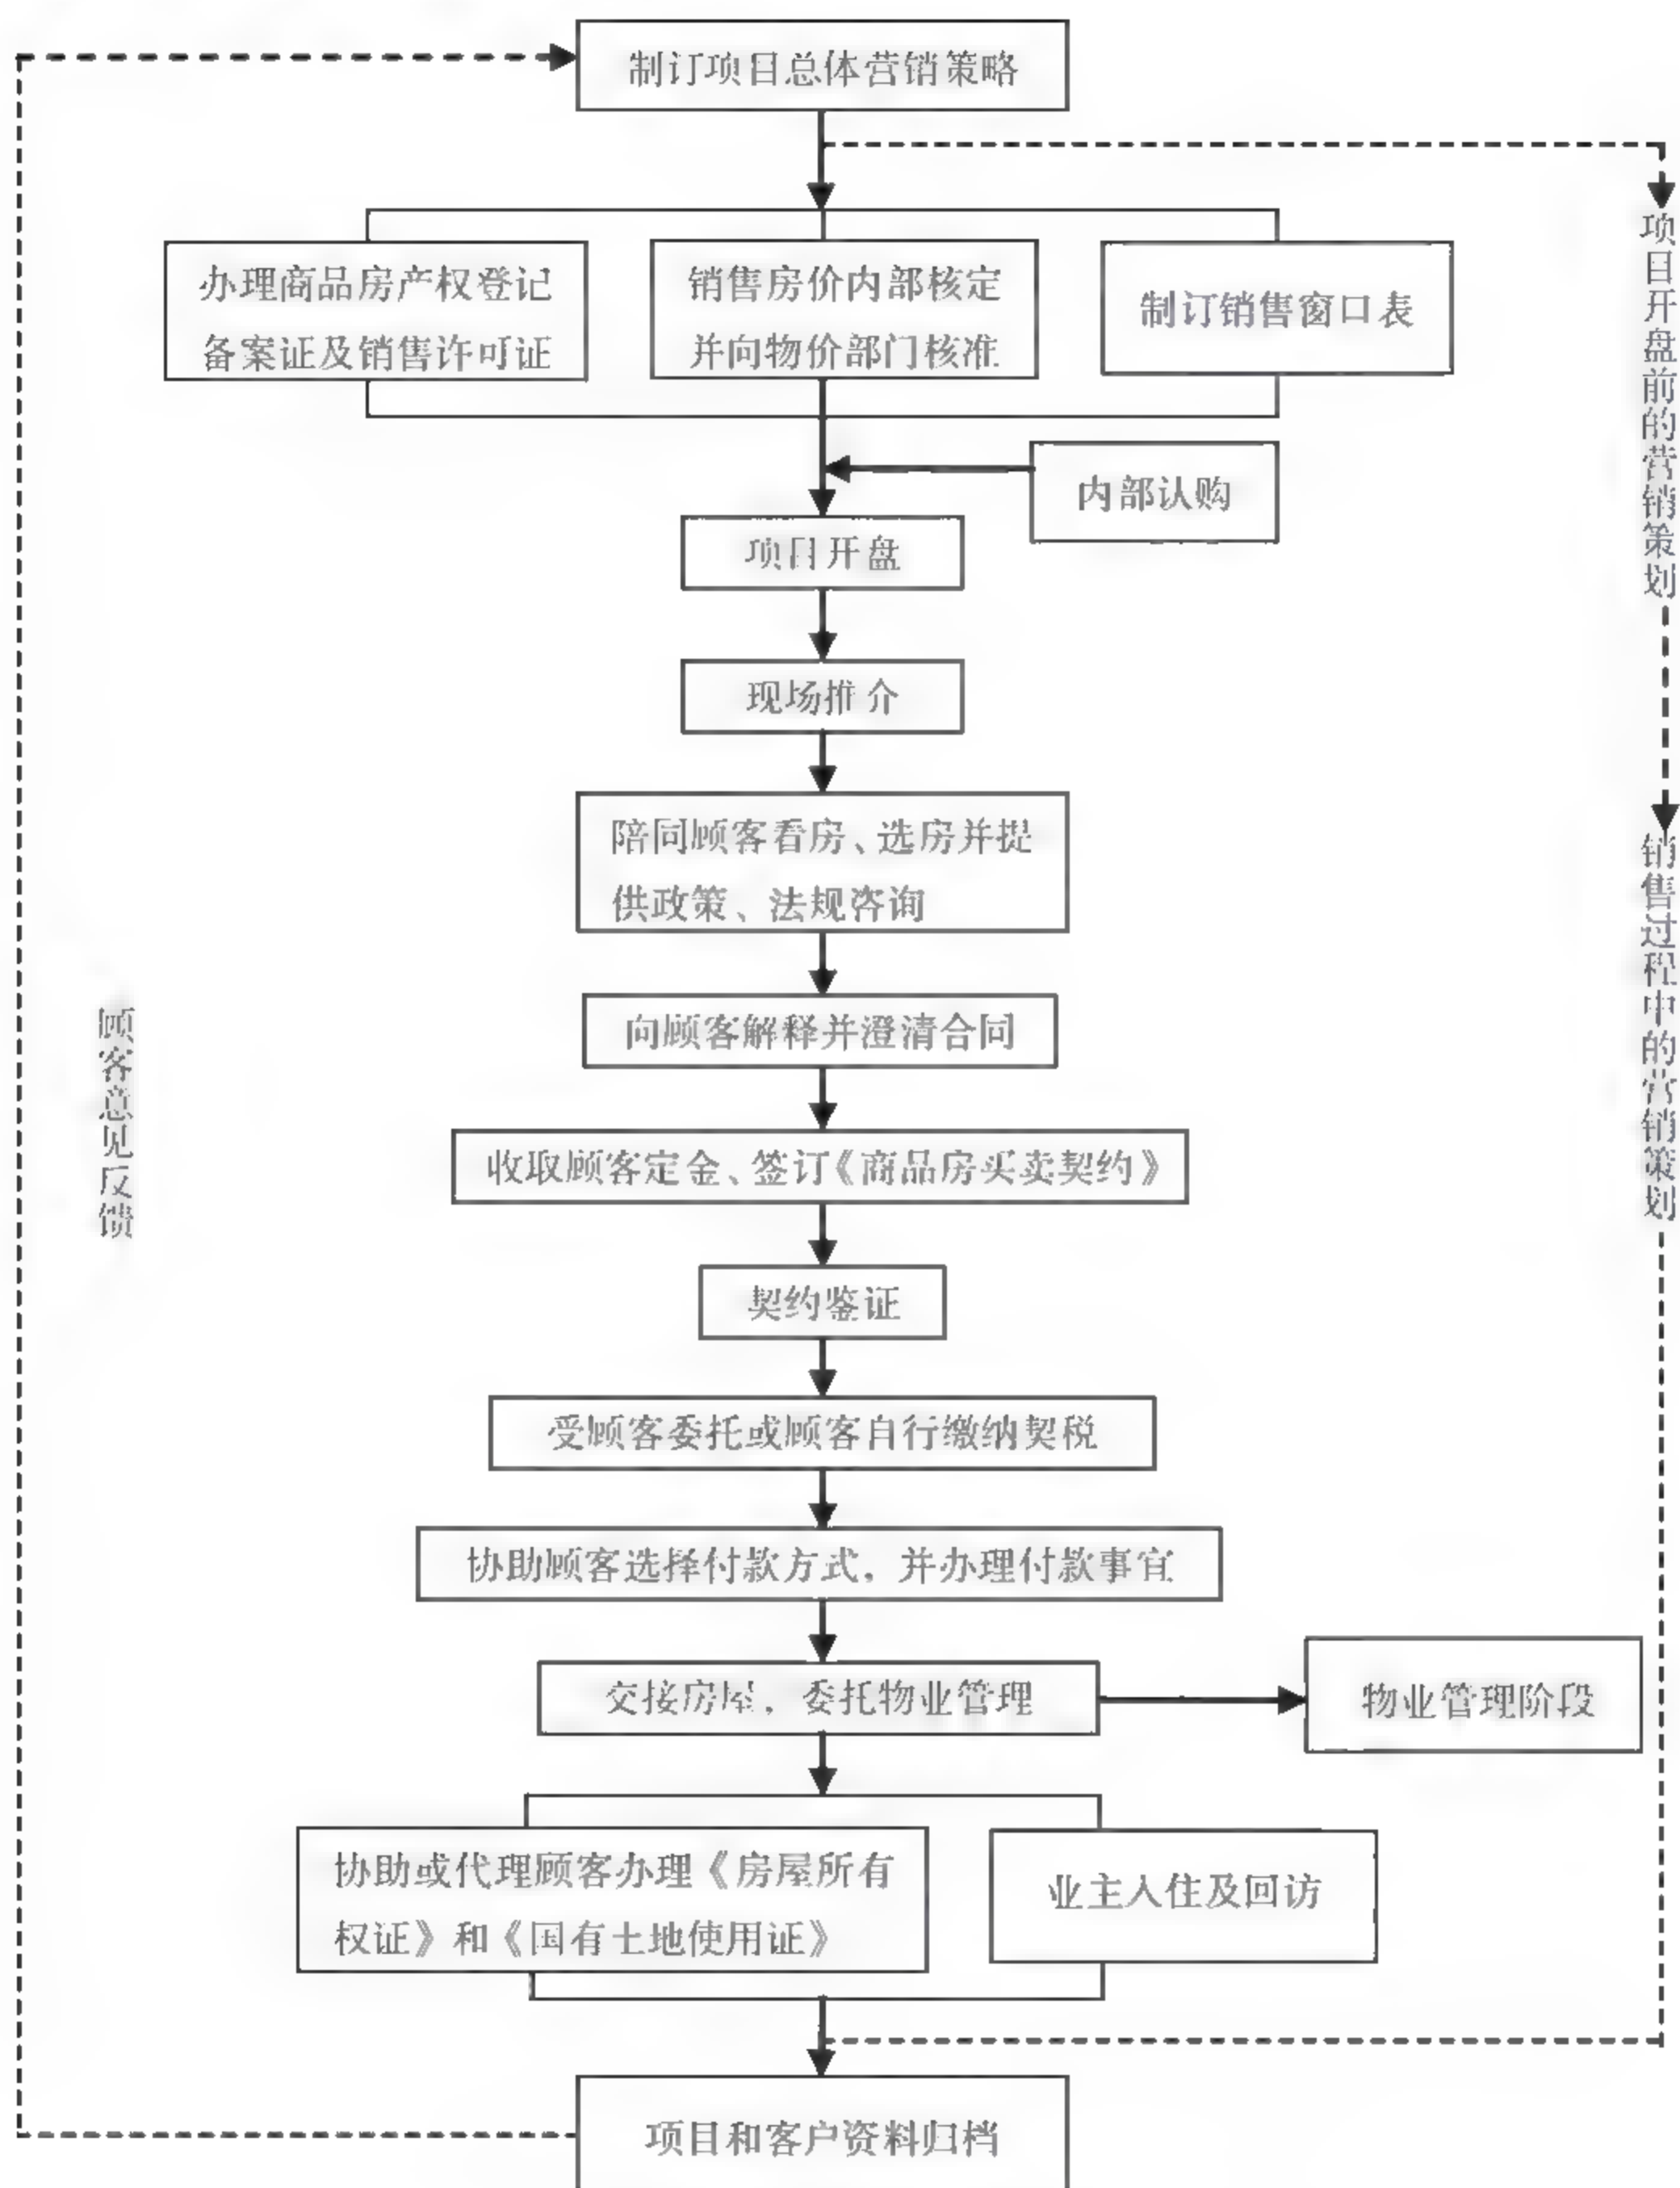 制订项目总体营销策略
办理商品房产权登记
备案证及销售许可证
销售房价内部核定
并向物价部门核准
制订销售窗口表
项目开盘前的营销策划
内部认购
项目开盘
现场推介
陪同顾客看房、选房并提
供政策、法规咨询
销售过程中的营销策划
顾客意见反馈
向顾客解释并澄清合同
收取顾客定金、签订《商品房买卖契约》
契约鉴证
受顾客委托或顾客自行缴纳契税
协助顾客选择付款方式，并办理付款事宜
交接房屋，委托物业管理
物业管理阶段
协助或代理顾客办理《房屋所有
权证》和《国有土地使用证》
业主入住及回访
项目和客户资料归档